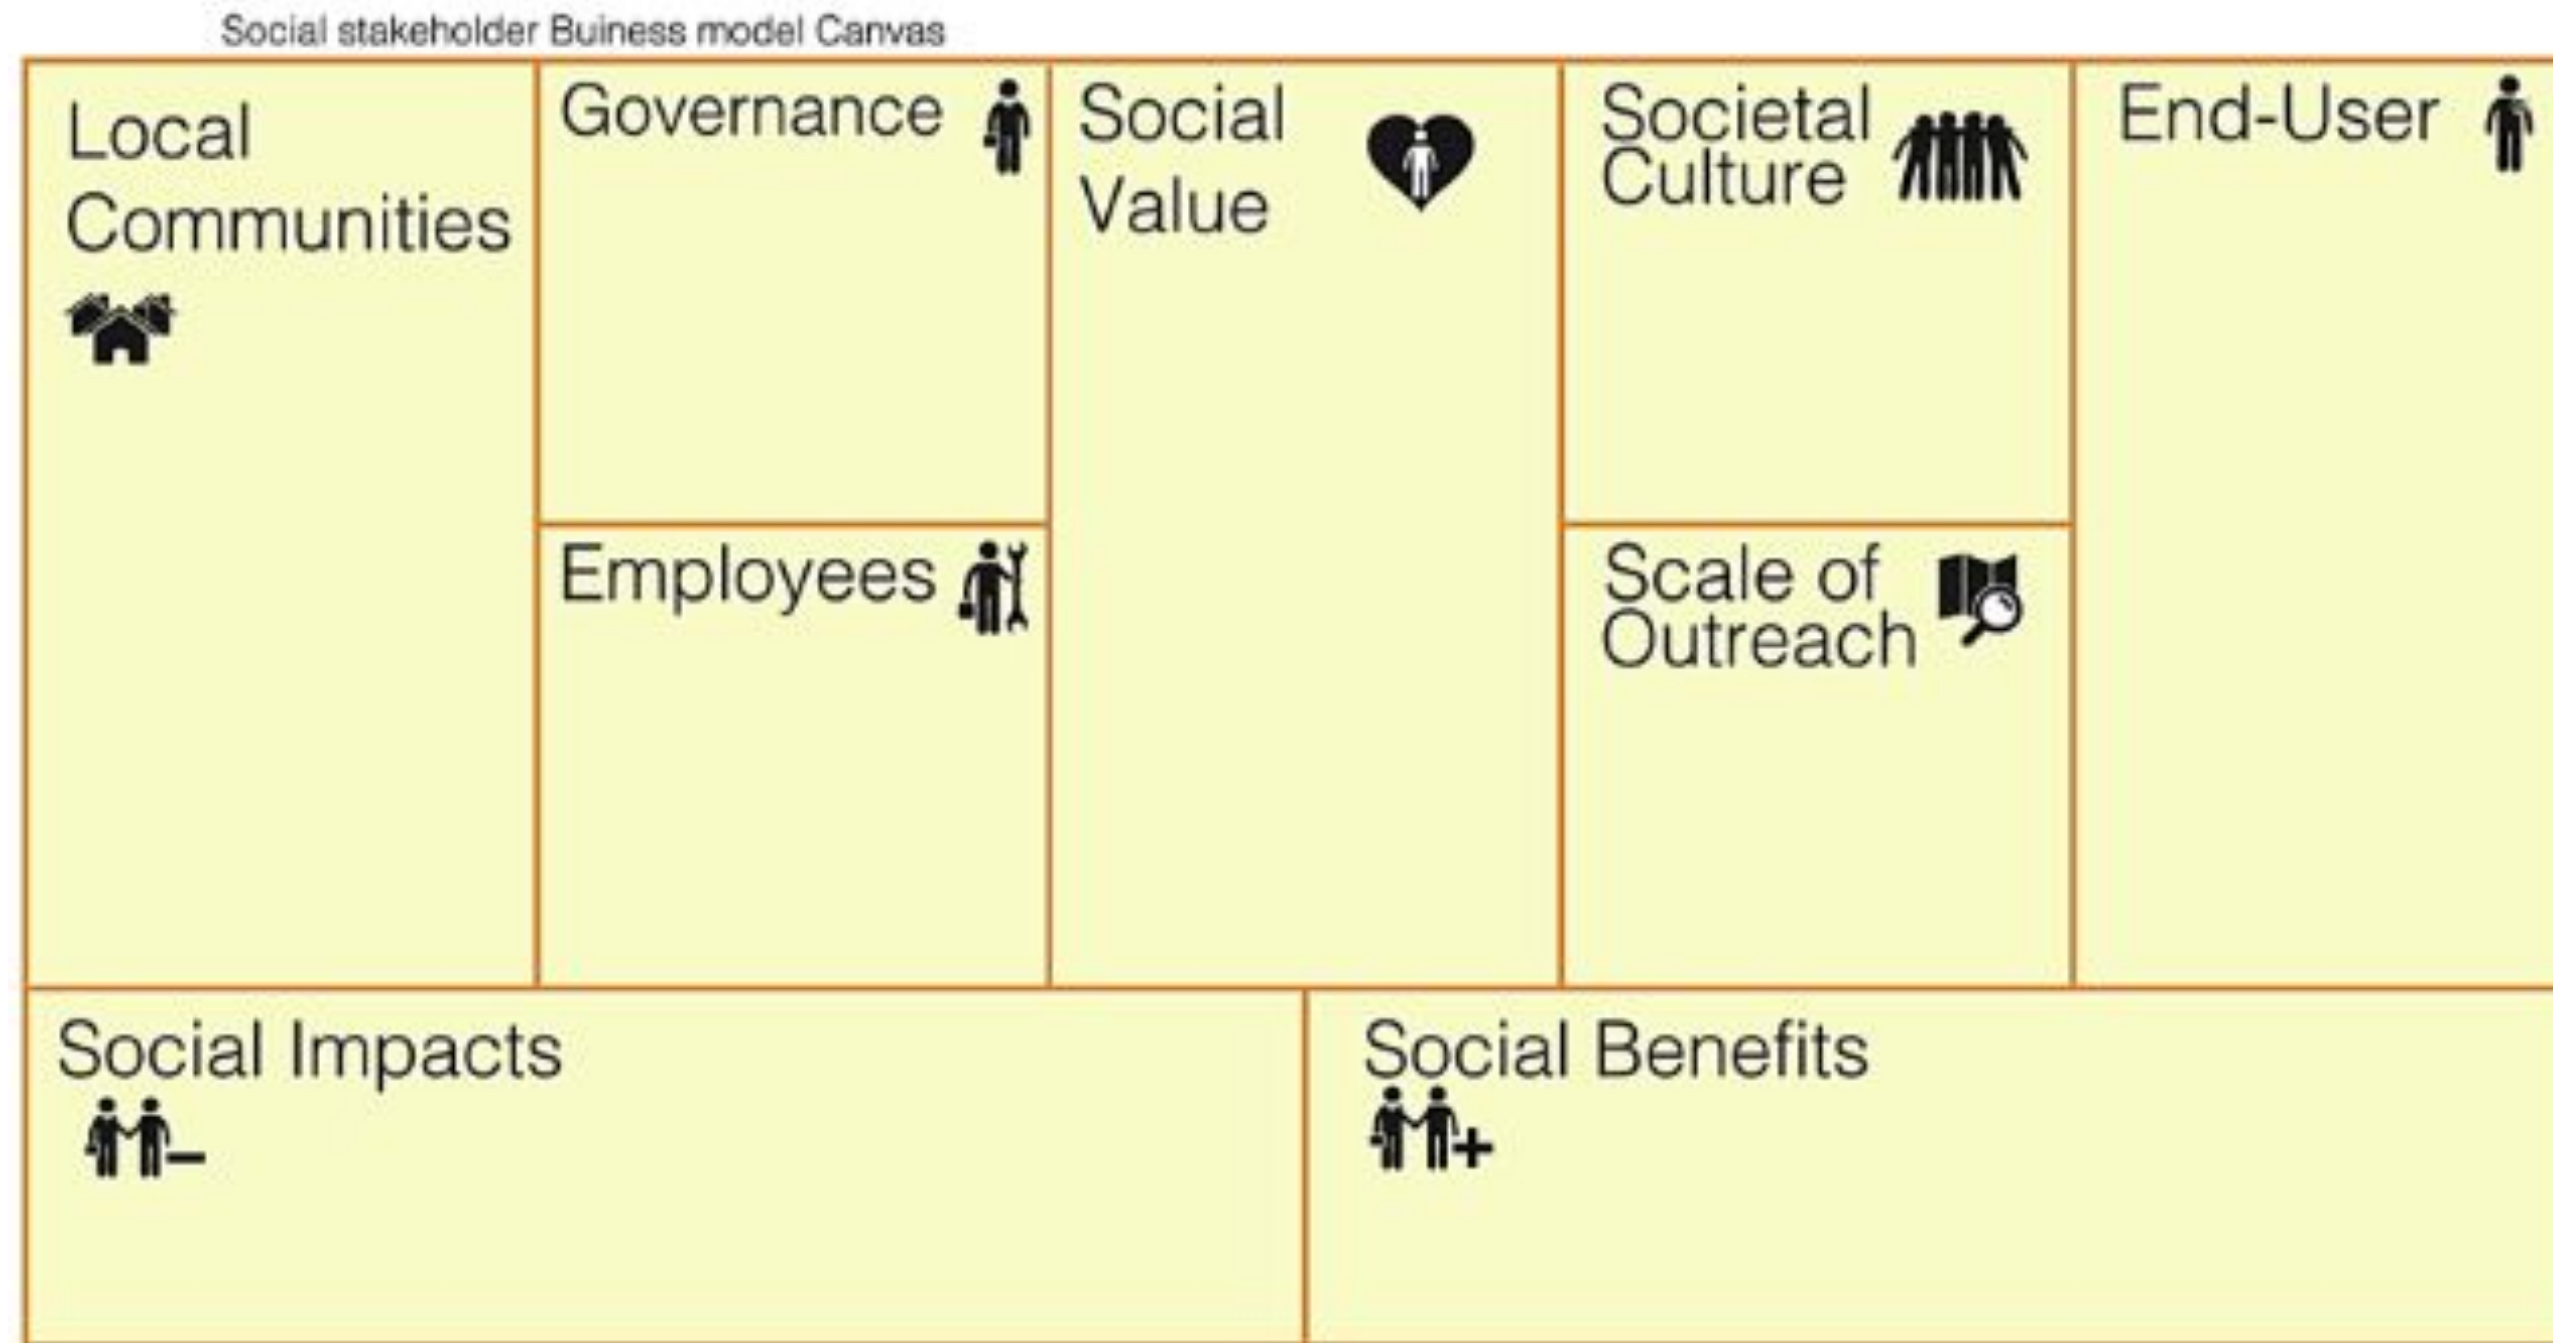 Social stakeholder Buiness model Canvas
Local
Communities
Governance
Employees
Social
Value
Societal
Culture
Scale of
Outreach
End-User
Social Impacts
Social Benefits